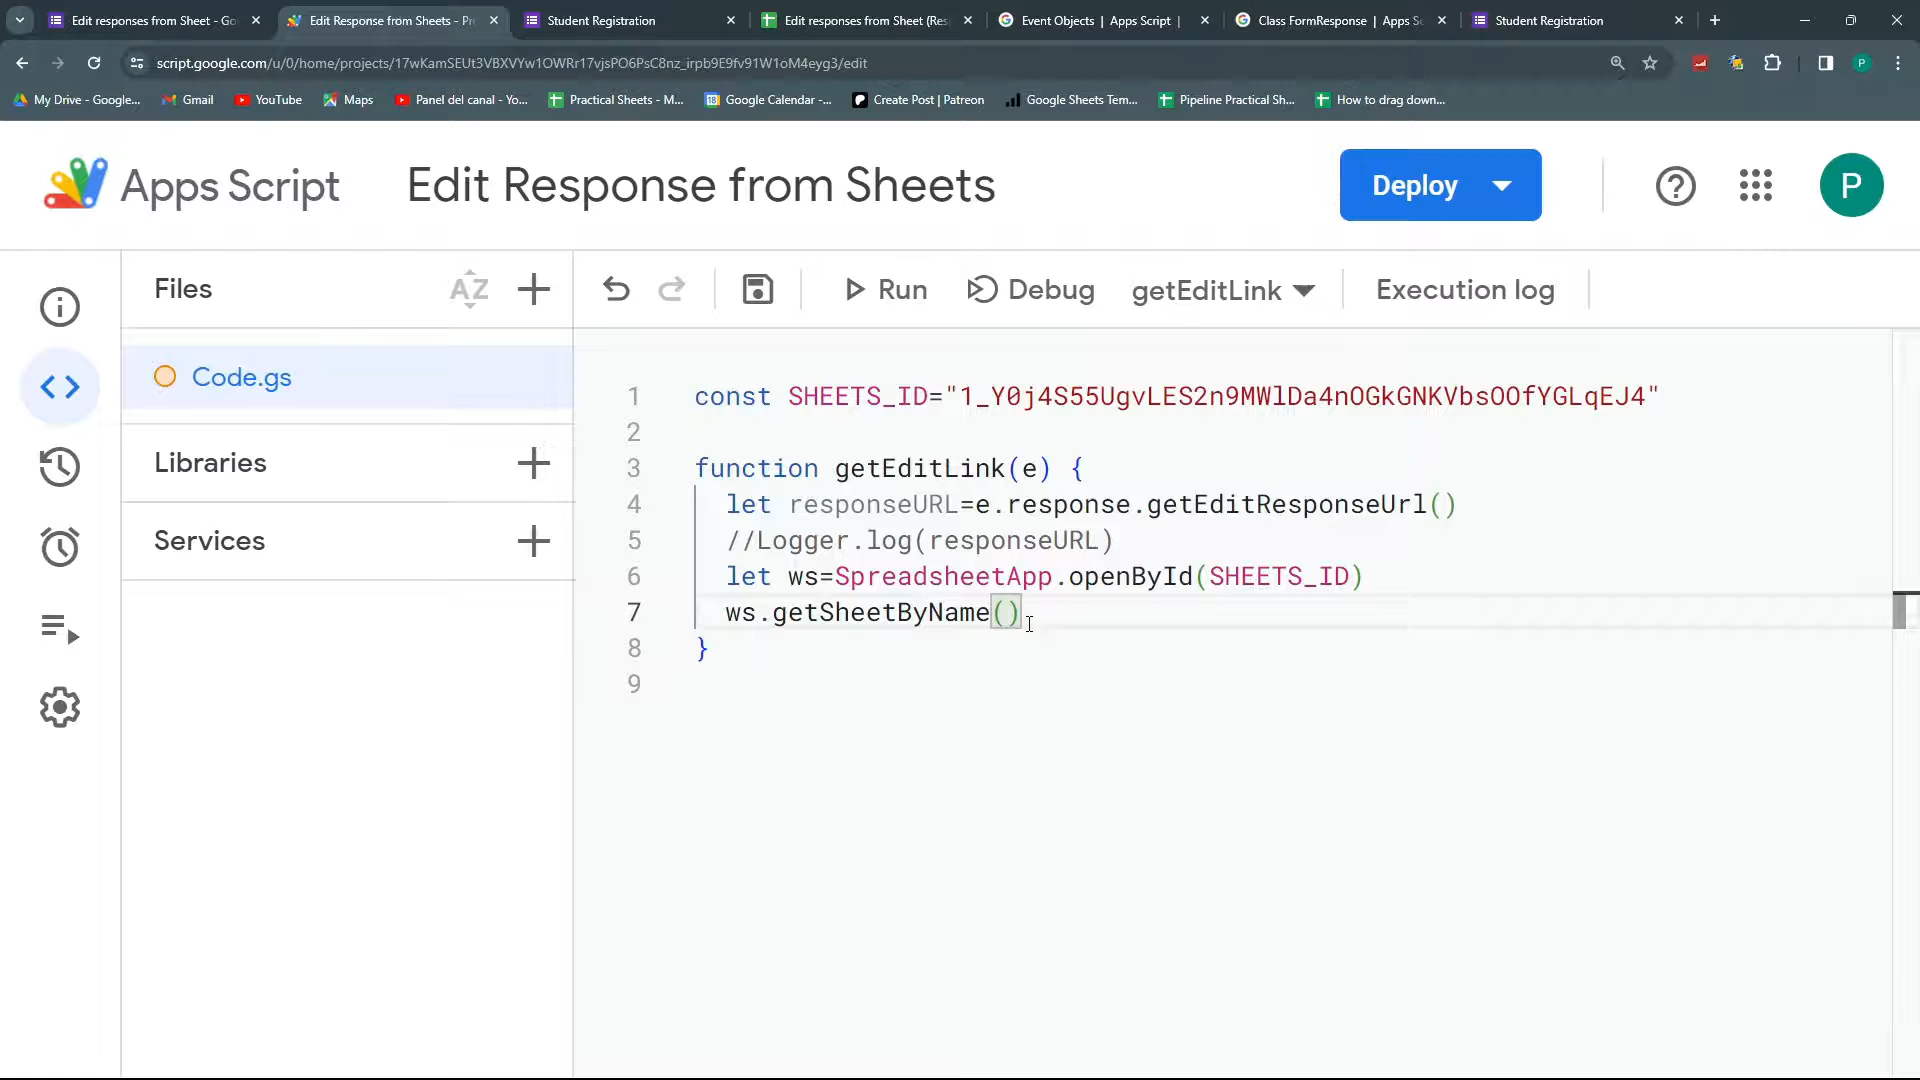 Edit responses from Sheet - Go
Edit Response from Sheets - Pr
Student Registration
Edit responses from Sheet (Res
Event Objects | Apps Script |
Class FormResponse | Apps Sc
Student Registration
script.google.com/u/0/home/projects/17wKamSEUt3VBXVYw1OWRr17vjsPO6PsC8nz_irpb9E9fv91W1oM4eyg3/edit
P
My Drive - Google...
Gmail
YouTube
Maps
Panel del canal - Yo...
Practical Sheets - M...
Google Calendar -...
Create Post | Patreon
Google Sheets Tem...
Pipeline Practical Sh...
How to drag down...
Apps Script
Edit Response from Sheets
Deploy
P
Files
AZ
Run
Debug
getEditLink
Execution log
Code.gs
Libraries
Services
1 const SHEETS_ID="1_Y0j4S55UgvLES2n9MWlDa4nOGkGNKVbsOOfYGLqEJ4"
2
3 function getEditLink(e) {
4 let responseURL=e.response.getEditResponseUrl()
5 //Logger.log(responseURL)
6 let ws=SpreadsheetApp.openById(SHEETS_ID)
7 ws.getSheetByName()
8 }
9